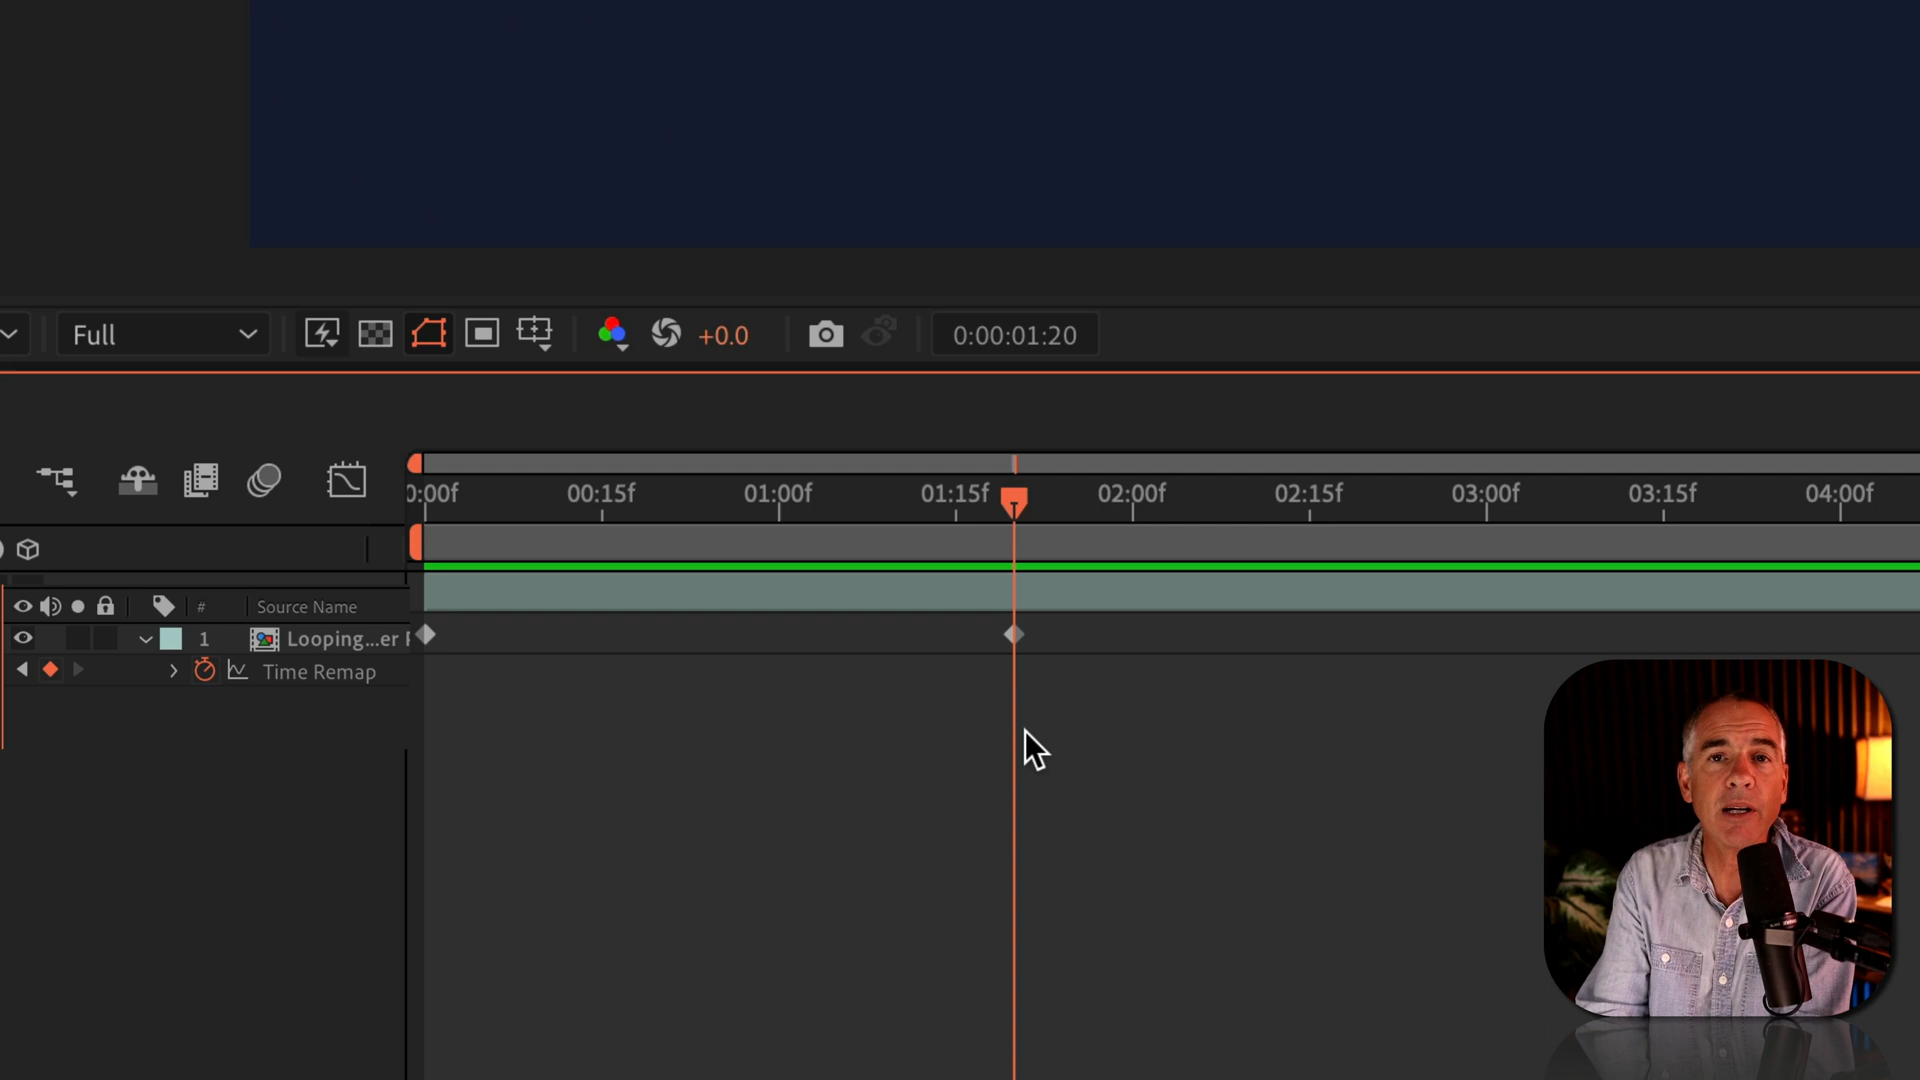 Full
+0.0
0:00:01:20
0:00f 00:15f 01:00f 01:15f 02:00f 02:15f 03:00f 03:15f 04:00f
# Source Name
1 Looping...er
Time Remap